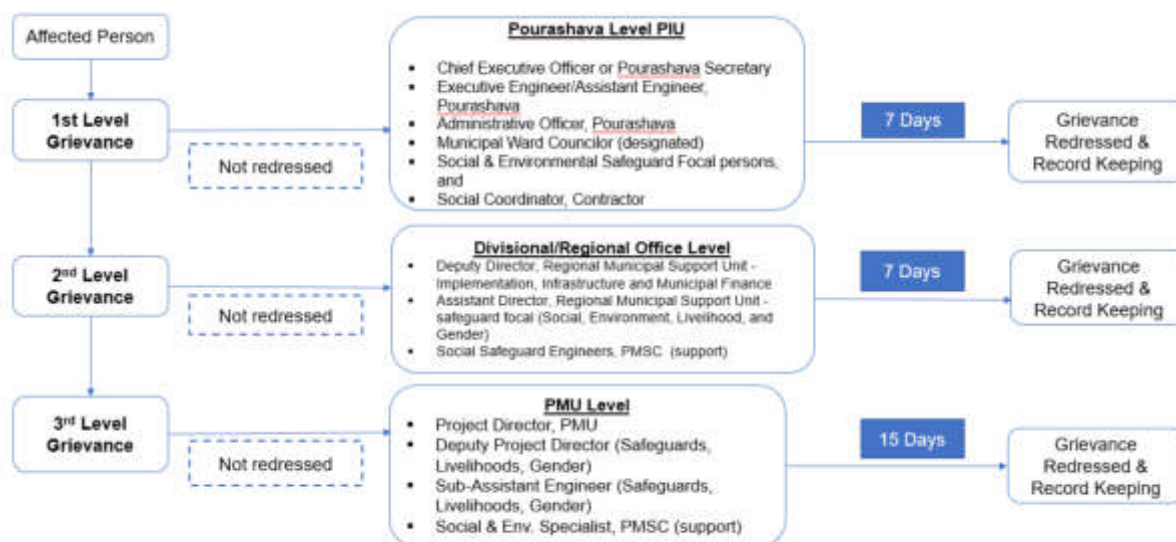 Affected Person
1st Level
Grievance
Not redressed
Pourashava Level PIU
▪ Chief Executive Officer or Pourashava Secretary
▪ Executive Engineer/Assistant Engineer,
Pourashava
▪ Administrative Officer, Pourashava
▪ Municipal Ward Councilor (designated)
▪ Social & Environmental Safeguard Focal persons,
and
▪ Social Coordinator, Contractor
7 Days
Grievance
Redressed &
Record Keeping
2nd Level
Grievance
Not redressed
Divisional/Regional Office Level
▪ Deputy Director, Regional Municipal Support Unit -
Implementation, Infrastructure and Municipal Finance
▪ Assistant Director, Regional Municipal Support Unit -
safeguard focal (Social, Environment, Livelihood, and
Gender)
▪ Social Safeguard Engineers, PMSC (support)
7 Days
Grievance
Redressed &
Record Keeping
3rd Level
Grievance
Not redressed
PMU Level
▪ Project Director, PMU
▪ Deputy Project Director (Safeguards,
Livelihoods, Gender)
▪ Sub-Assistant Engineer (Safeguards,
Livelihoods, Gender)
▪ Social & Env. Specialist, PMSC (support)
15 Days
Grievance
Redressed &
Record Keeping